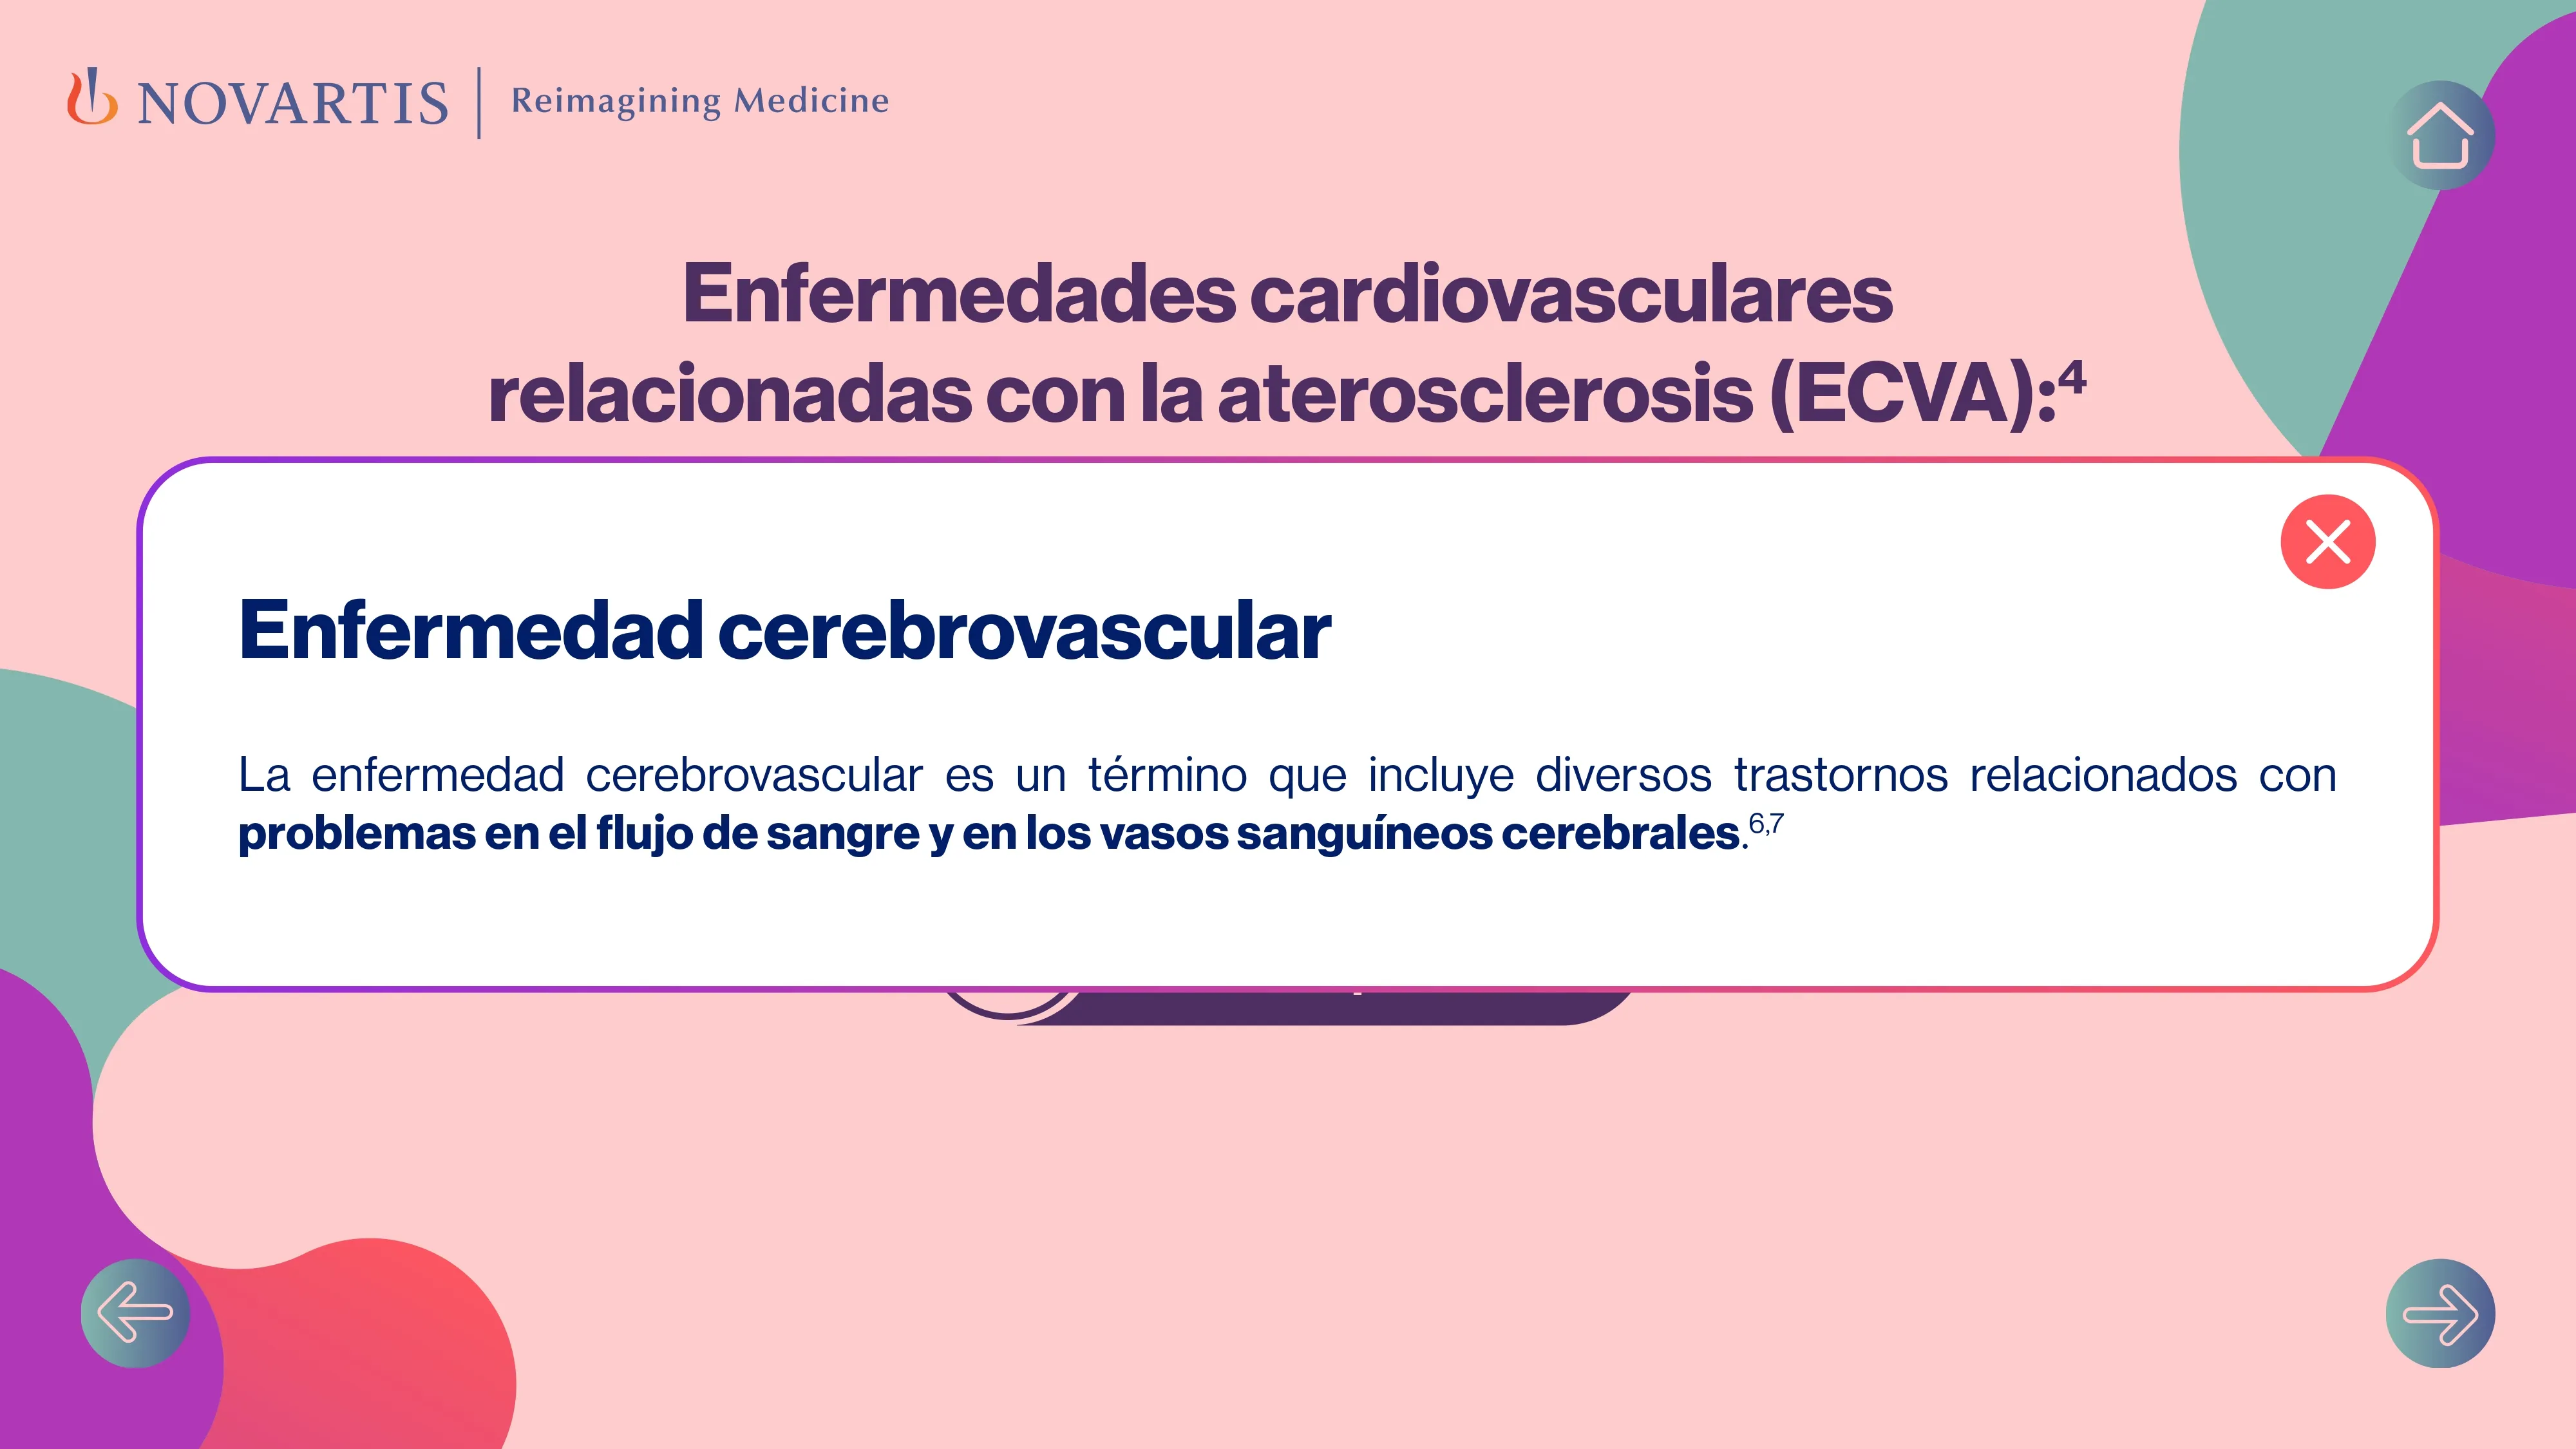 NOVARTIS | Reimagining Medicine
Enfermedades cardiovasculares
relacionadas con la aterosclerosis (ECVA):⁴
Enfermedad cerebrovascular
La enfermedad cerebrovascular es un término que incluye diversos trastornos relacionados con
problemas en el flujo de sangre y en los vasos sanguíneos cerebrales.⁶,⁷